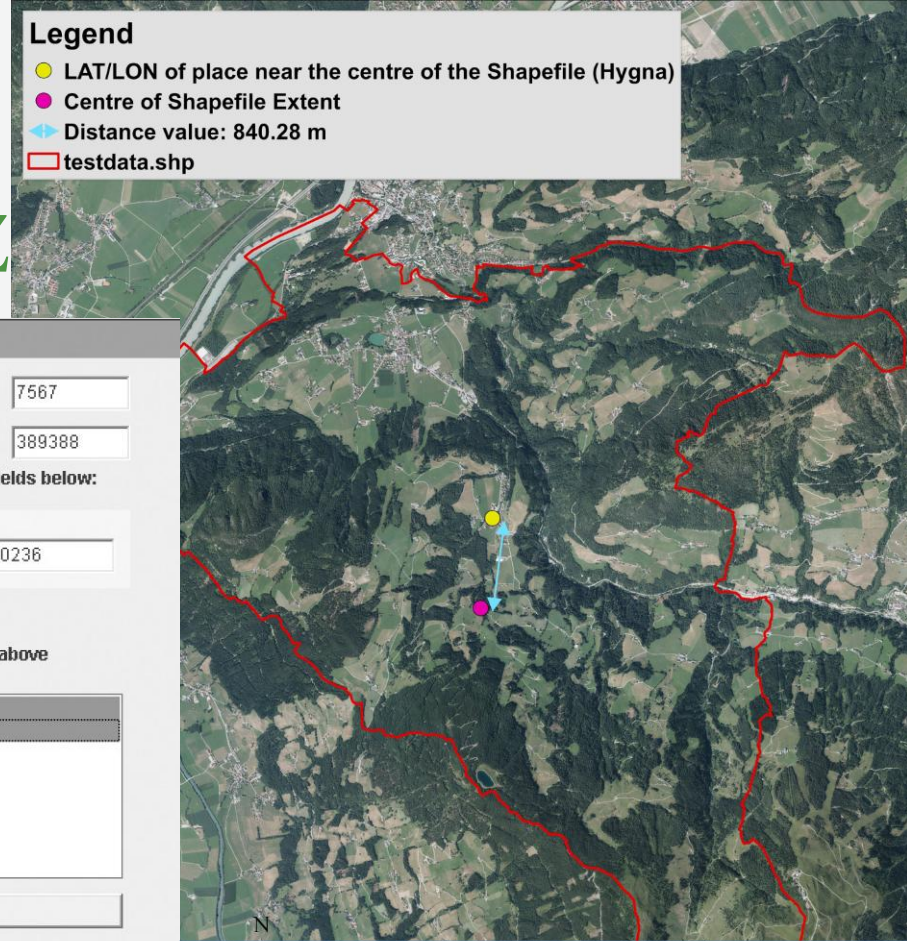 Legend
LAT/LON of place near the centre of the Shapefile (Hygna)
Centre of Shapefile Extent
Distance value: 840.28 m
testdata.shp
7567
389388
elds below:
0236
above
N